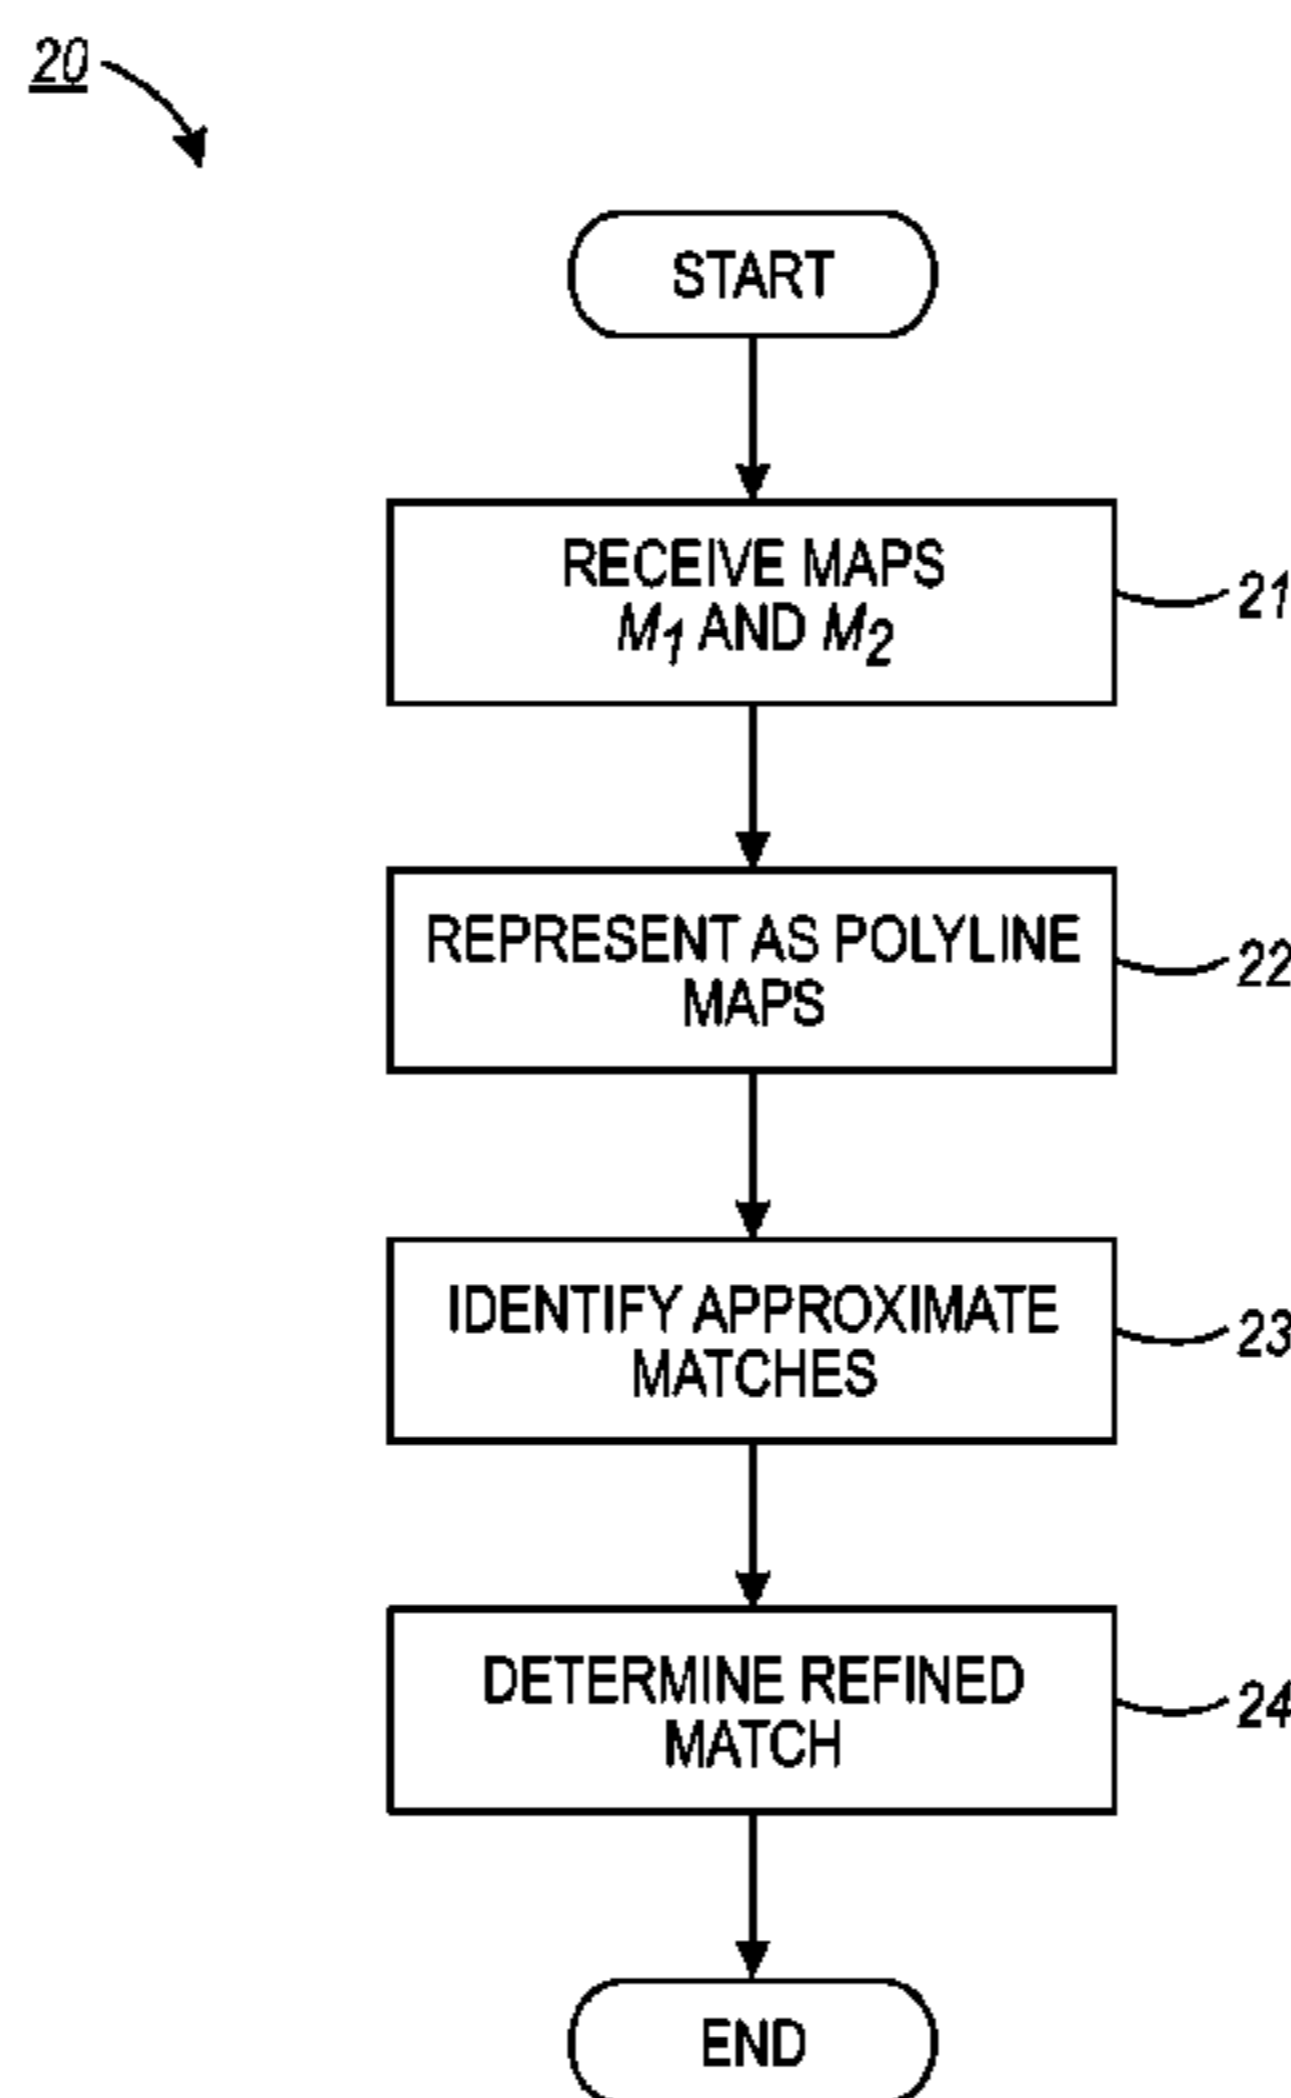 20
START
RECEIVE MAPS
M1 AND M2
21
REPRESENT AS POLYLINE
MAPS
22
IDENTIFY APPROXIMATE
MATCHES
23
DETERMINE REFINED
MATCH
24
END